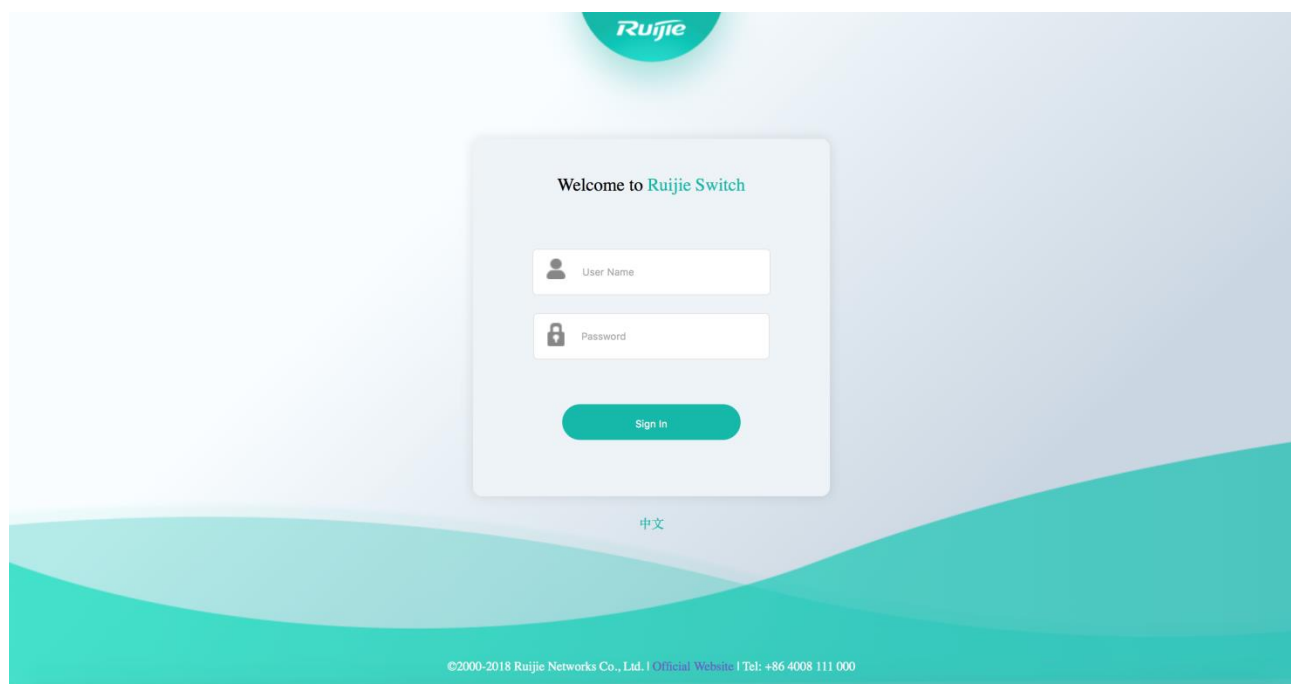 Ruijie
Welcome to Ruijie Switch
User Name
Password
Sign In
中文
©2000-2018 Ruijie Networks Co., Ltd. | Official Website | Tel: +86 4008 111 000